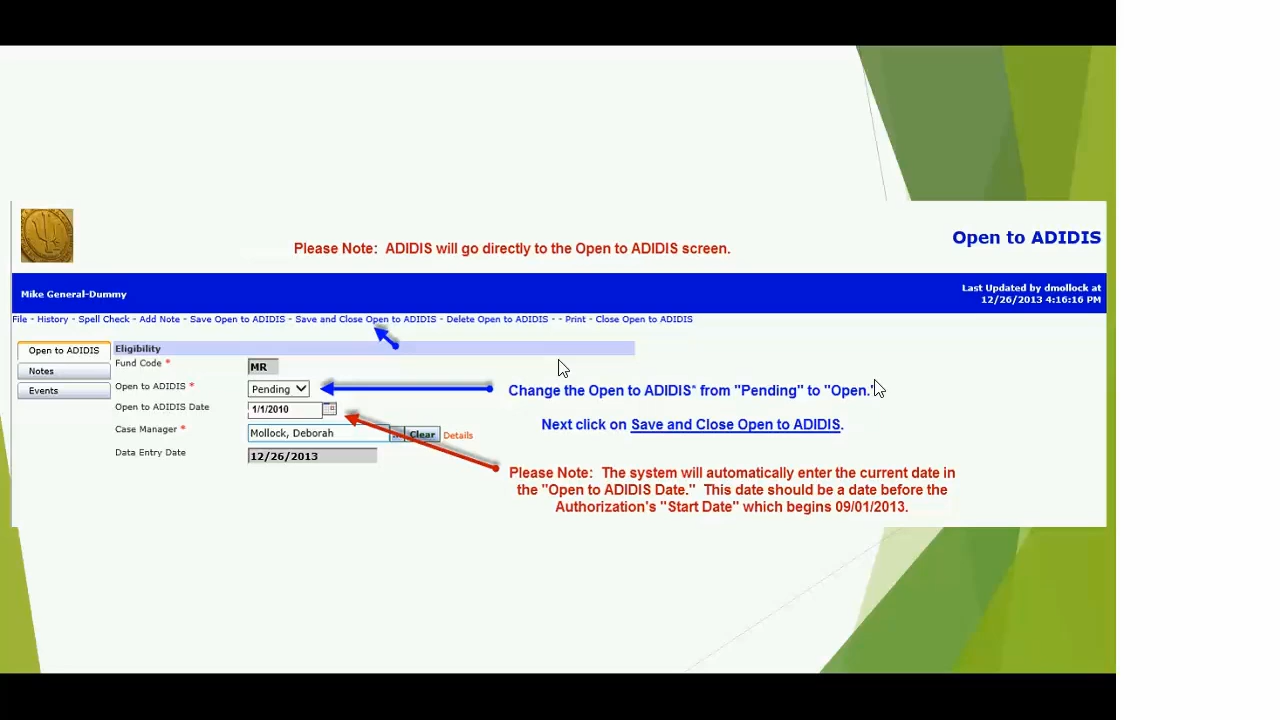 Open to ADIDIS
Please Note:  ADIDIS will go directly to the Open to ADIDIS screen.
Mike General-Dummy
Last Updated by dmollock at
12/26/2013 4:16:16 PM
File - History - Spell Check - Add Note - Save Open to ADIDIS - Save and Close Open to ADIDIS - Delete Open to ADIDIS - - Print - Close Open to ADIDIS
Open to ADIDIS
Notes
Events
Eligibility
Fund Code * MR
Open to ADIDIS * Pending
Open to ADIDIS Date 1/1/2010
Case Manager * Mollock, Deborah ... Clear Details
Data Entry Date 12/26/2013
Change the Open to ADIDIS* from "Pending" to "Open."
Next click on Save and Close Open to ADIDIS.
Please Note:  The system will automatically enter the current date in
the "Open to ADIDIS Date."  This date should be a date before the
Authorization's "Start Date" which begins 09/01/2013.